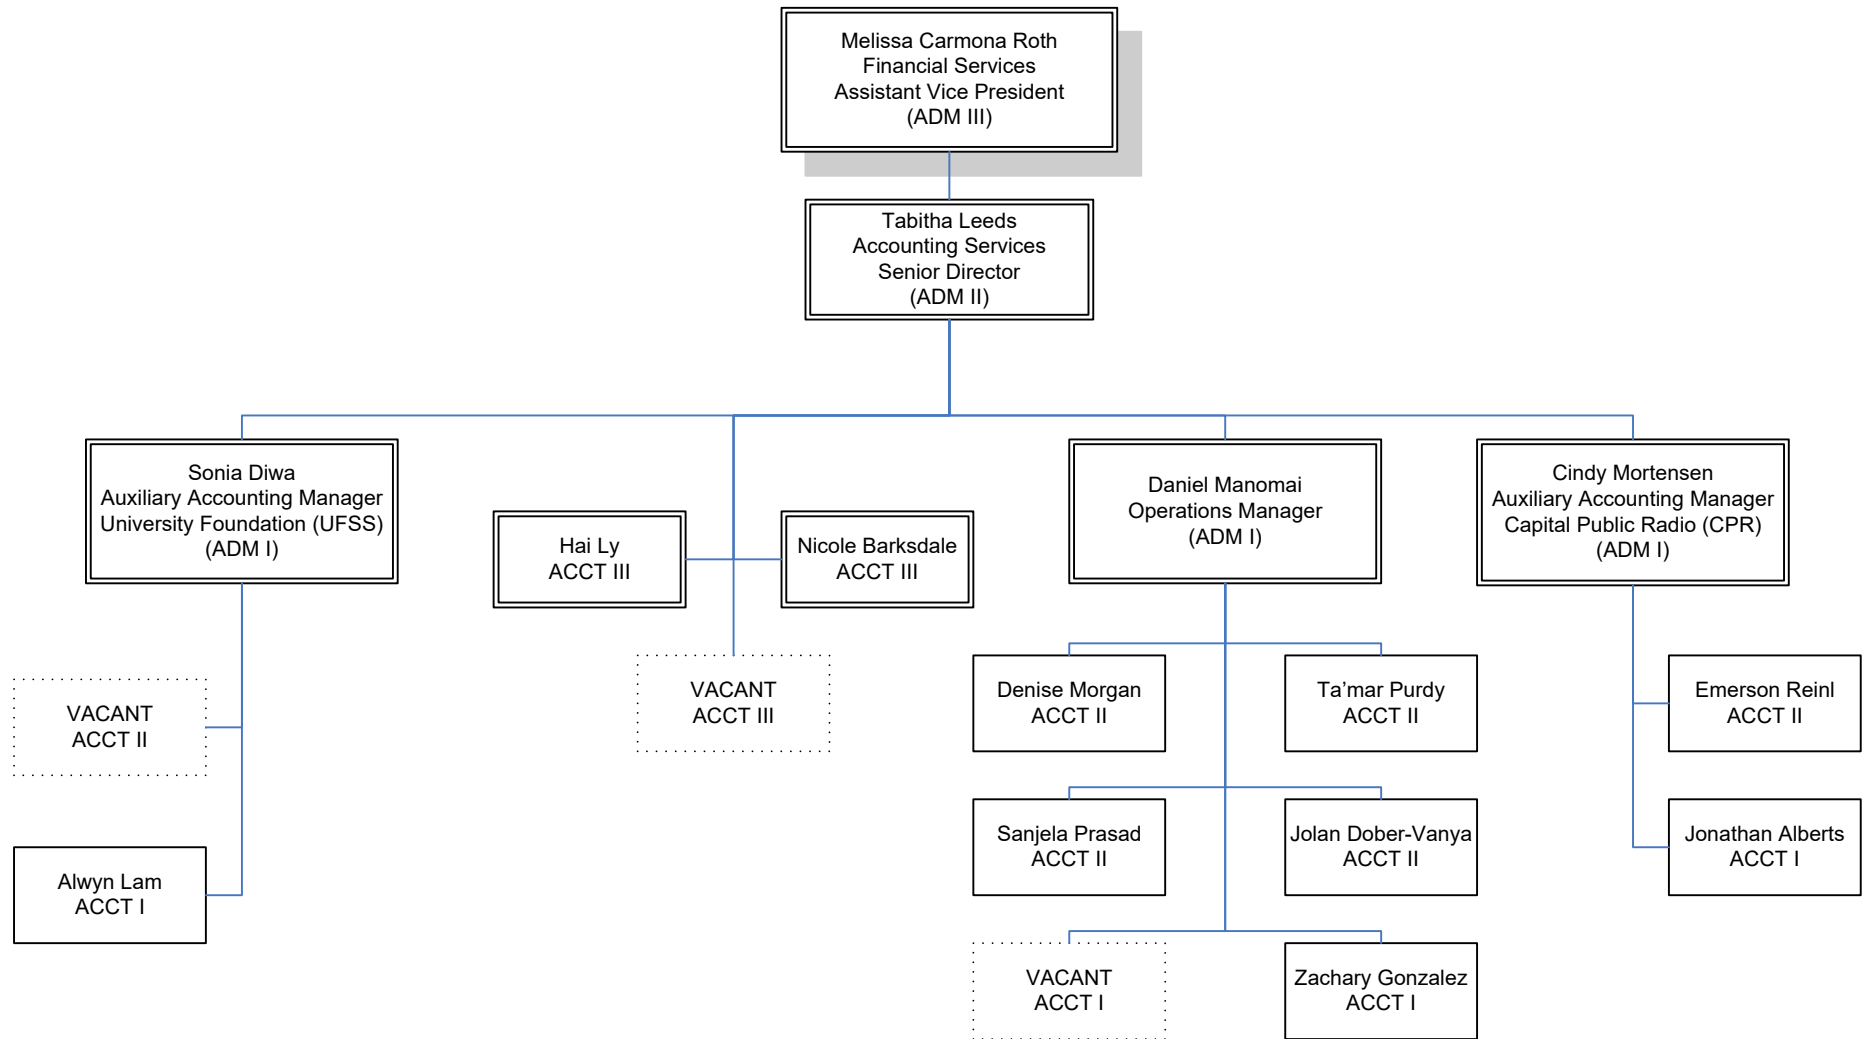 Melissa Carmona Roth
Financial Services
Assistant Vice President
(ADM III)
Tabitha Leeds
Accounting Services
Senior Director
(ADM II)
Sonia Diwa
Auxiliary Accounting Manager
University Foundation (UFSS)
(ADM I)
Hai Ly
ACCT III
Nicole Barksdale
ACCT III
Daniel Manomai
Operations Manager
(ADM I)
Cindy Mortensen
Auxiliary Accounting Manager
Capital Public Radio (CPR)
(ADM I)
VACANT
ACCT II
VACANT
ACCT III
Denise Morgan
ACCT II
Ta’mar Purdy
ACCT II
Emerson Reinl
ACCT II
Alwyn Lam
ACCT I
Sanjela Prasad
ACCT II
Jolan Dober-Vanya
ACCT II
Jonathan Alberts
ACCT I
VACANT
ACCT I
Zachary Gonzalez
ACCT I